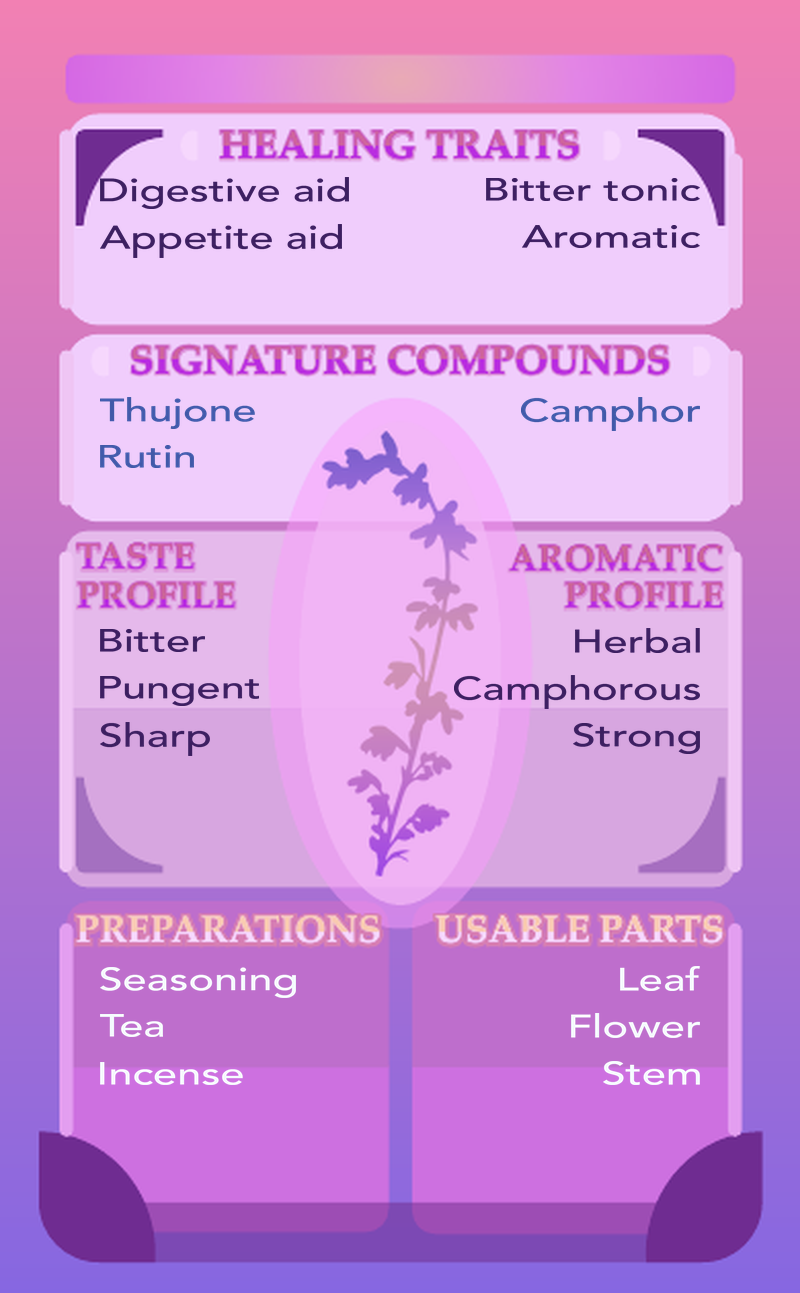 HEALING TRAITS
Digestive aid
Bitter tonic
Appetite aid
Aromatic
SIGNATURE COMPOUNDS
Thujone
Camphor
Rutin
TASTE
PROFILE
Bitter
Pungent
Sharp
AROMATIC
PROFILE
Herbal
Camphorous
Strong
PREPARATIONS
Seasoning
Tea
Incense
USABLE PARTS
Leaf
Flower
Stem